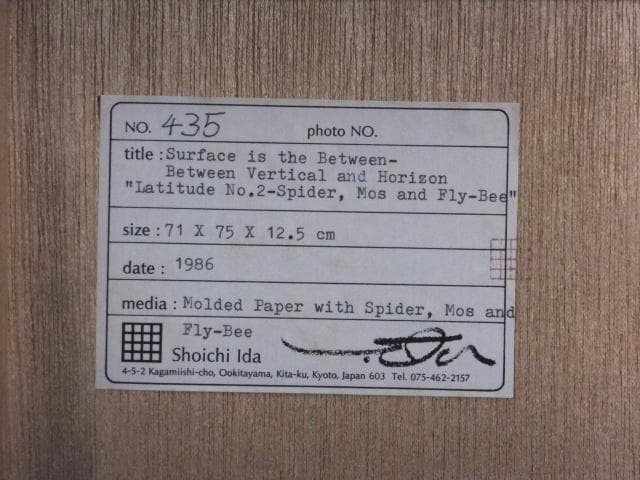 NO. 435 photo NO.
title : Surface is the Between-
Between Vertical and Horizon
"Latitude No.2-Spider, Mos and Fly-Bee"
size : 71 X 75 X 12.5 cm
date : 1986
media : Molded Paper with Spider, Mos and
Fly-Bee
Shoichi Ida
4-5-2 Kagamiishi-cho, Ookitayama, Kita-ku, Kyoto, Japan 603 Tel. 075-462-2157